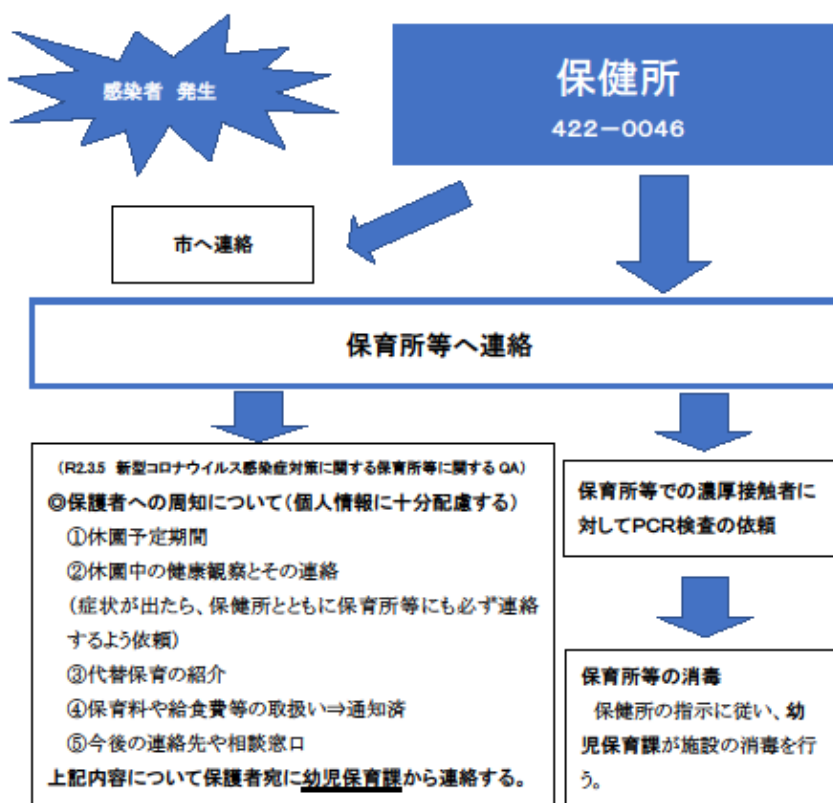 感染者 発生
保健所
422-0046
市へ連絡
保育所等へ連絡
(R2.3.5 新型コロナウイルス感染症対策に関する保育所等に関するQA)
◎保護者への周知について(個人情報に十分配慮する)
①休園予定期間
②休園中の健康観察とその連絡
(症状が出たら、保健所とともに保育所等にも必ず連絡
するよう依頼)
③代替保育の紹介
④保育料や給食費等の取扱い⇒通知済
⑤今後の連絡先や相談窓口
上記内容について保護者宛に幼児保育課から連絡する。
保育所等での濃厚接触者に
対してPCR検査の依頼
保育所等の消毒
保健所の指示に従い、幼
児保育課が施設の消毒を行
う。